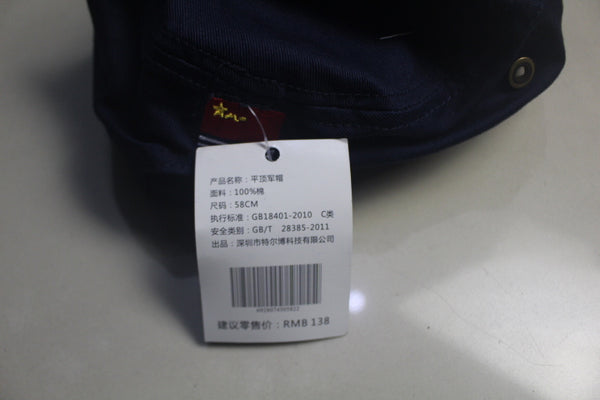 产品名称：平顶军帽
面料：100%棉
尺码：58CM
执行标准：GB18401-2010 C类
安全类别：GB/T 28385-2011
出品：深圳市特尔博科技有限公司
建议零售价：RMB 138